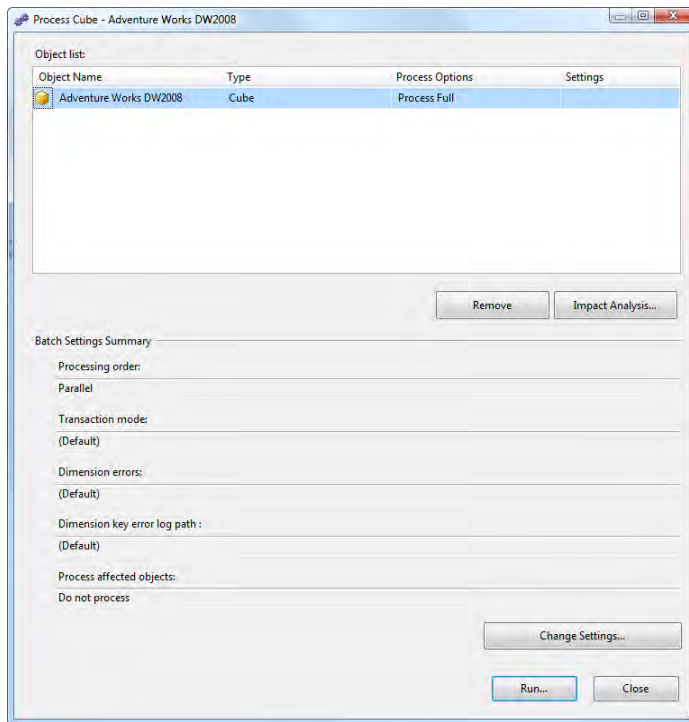 Process Cube - Adventure Works DW2008
Object list:
Object Name Type Process Options Settings
Adventure Works DW2008 Cube Process Full
Remove Impact Analysis...
Batch Settings Summary
Processing order:
Parallel
Transaction mode:
(Default)
Dimension errors:
(Default)
Dimension key error log path :
(Default)
Process affected objects:
Do not process
Change Settings...
Run... Close